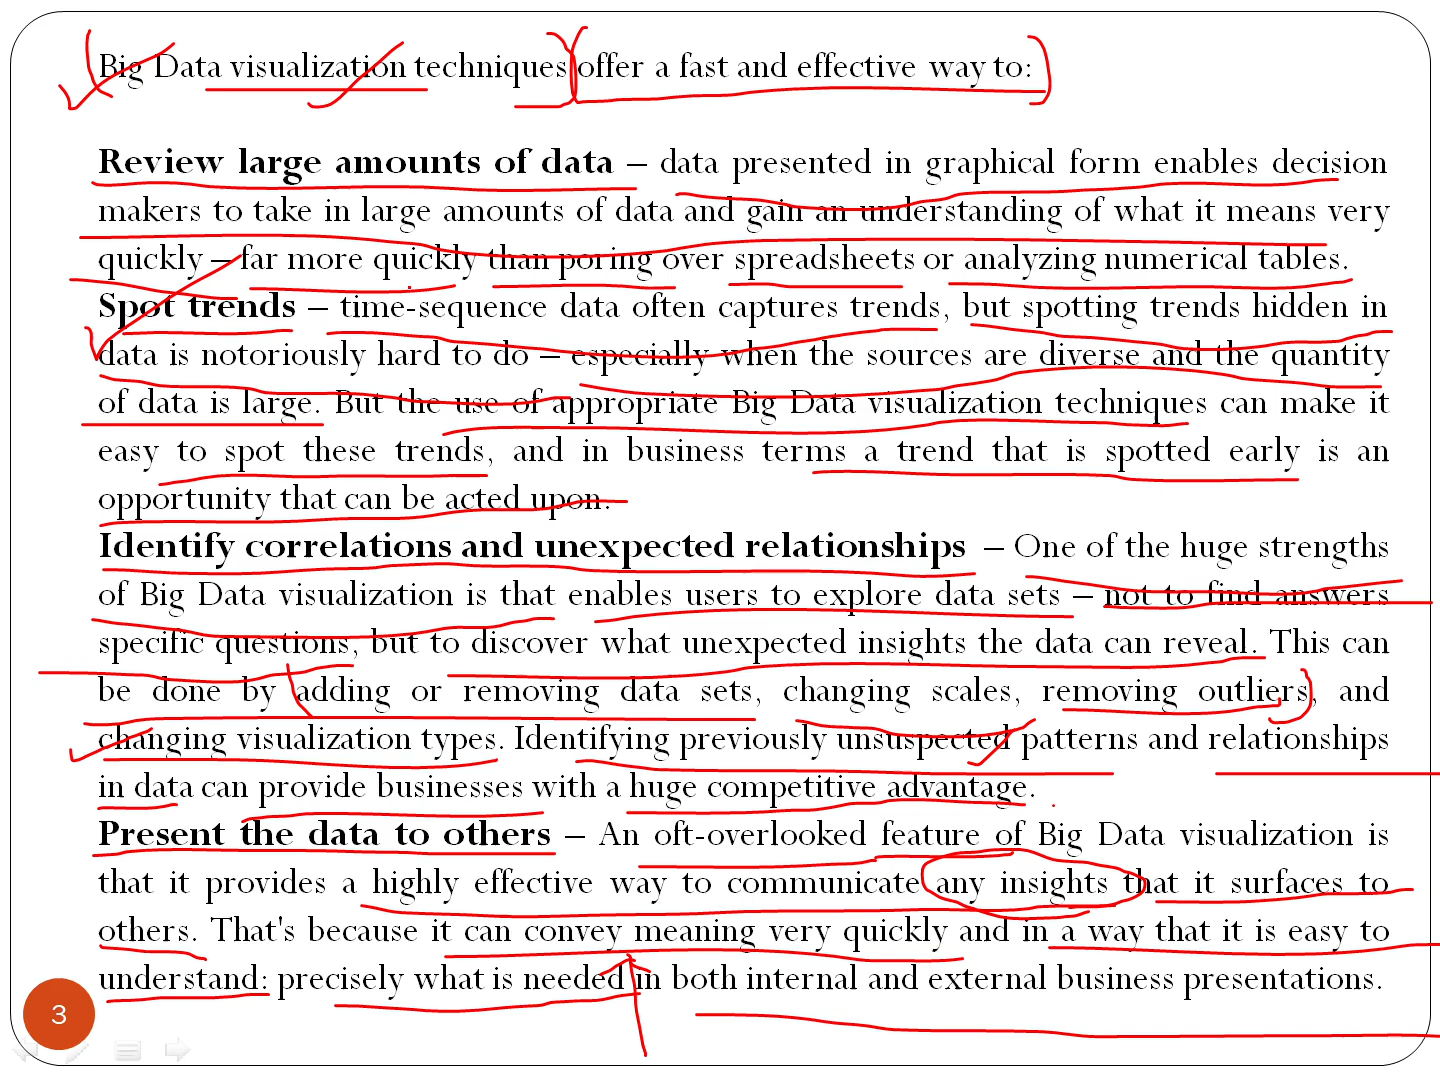 Big Data visualization techniques offer a fast and effective way to:
Review large amounts of data – data presented in graphical form enables decision
makers to take in large amounts of data and gain an understanding of what it means very
quickly – far more quickly than poring over spreadsheets or analyzing numerical tables.
Spot trends – time-sequence data often captures trends, but spotting trends hidden in
data is notoriously hard to do – especially when the sources are diverse and the quantity
of data is large. But the use of appropriate Big Data visualization techniques can make it
easy to spot these trends, and in business terms a trend that is spotted early is an
opportunity that can be acted upon.
Identify correlations and unexpected relationships – One of the huge strengths
of Big Data visualization is that enables users to explore data sets – not to find answers
specific questions, but to discover what unexpected insights the data can reveal. This can
be done by adding or removing data sets, changing scales, removing outliers, and
changing visualization types. Identifying previously unsuspected patterns and relationships
in data can provide businesses with a huge competitive advantage.
Present the data to others – An oft-overlooked feature of Big Data visualization is
that it provides a highly effective way to communicate any insights that it surfaces to
others. That's because it can convey meaning very quickly and in a way that it is easy to
understand: precisely what is needed in both internal and external business presentations.
3